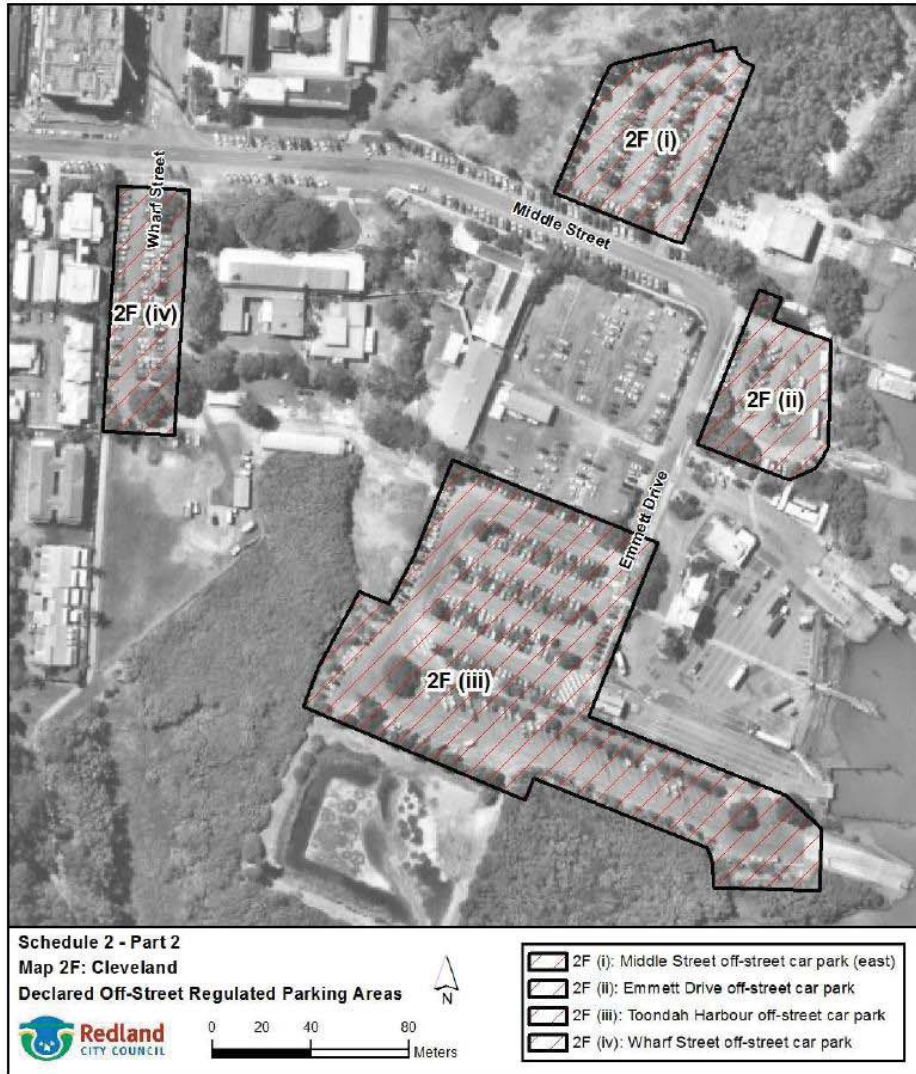 2F (i)
Wharf Street
Middle Street
2F (iv)
2F (ii)
Emmett Drive
2F (iii)
Schedule 2 - Part 2
Map 2F: Cleveland
Declared Off-Street Regulated Parking Areas
N
Redland
CITY COUNCIL
0 20 40 80
Meters
2F (i): Middle Street off-street car park (east)
2F (ii): Emmett Drive off-street car park
2F (iii): Toondah Harbour off-street car park
2F (iv): Wharf Street off-street car park